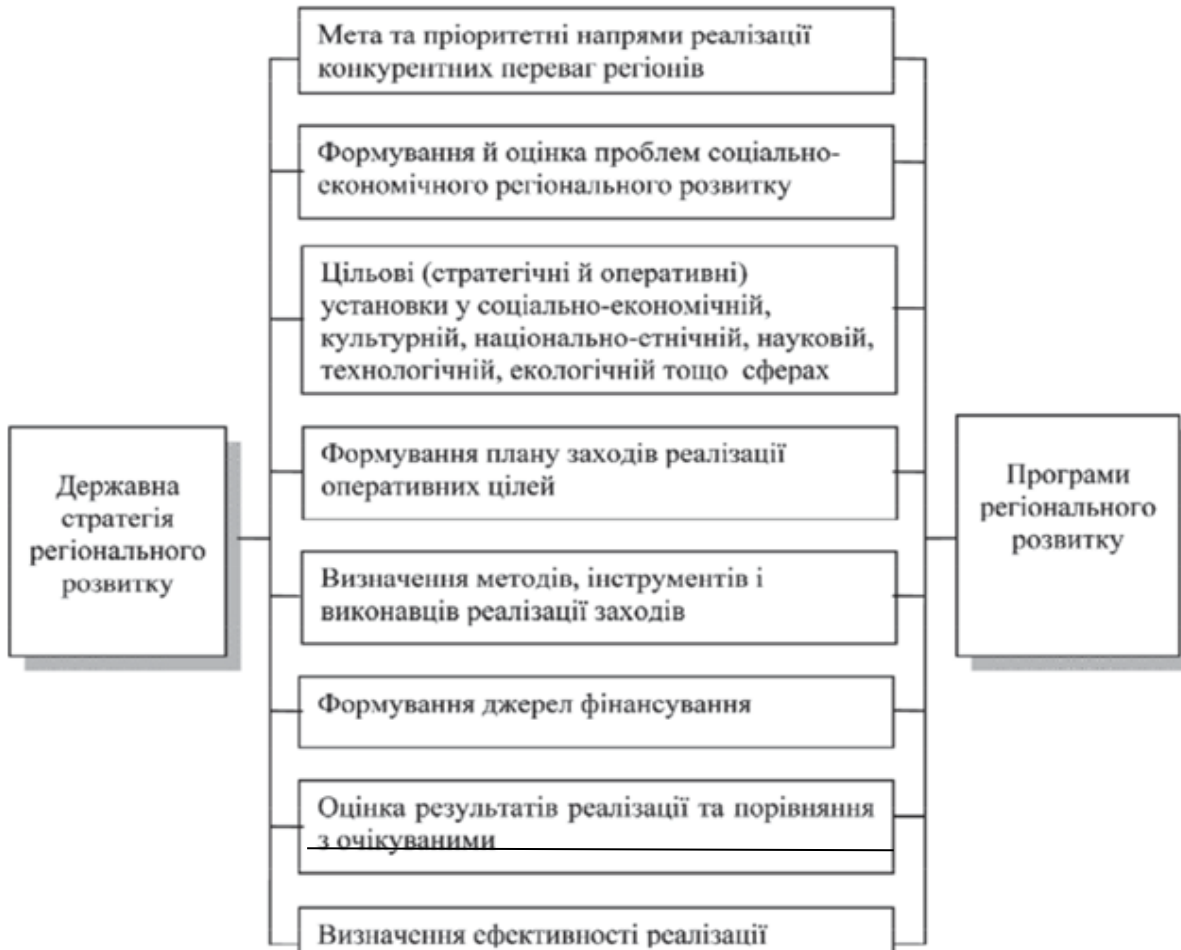 Мета та пріоритетні напрями реалізації
конкурентних переваг регіонів
Формування й оцінка проблем соціально-
економічного регіонального розвитку
Цільові (стратегічні й оперативні)
установки у соціально-економічній,
культурній, національно-етнічній, науковій,
технологічній, екологічній тощо сферах
Державна
стратегія
регіонального
розвитку
Формування плану заходів реалізації
оперативних цілей
Визначення методів, інструментів і
виконавців реалізації заходів
Програми
регіонального
розвитку
Формування джерел фінансування
Оцінка результатів реалізації та порівняння
з очікуваними
Визначення ефективності реалізації